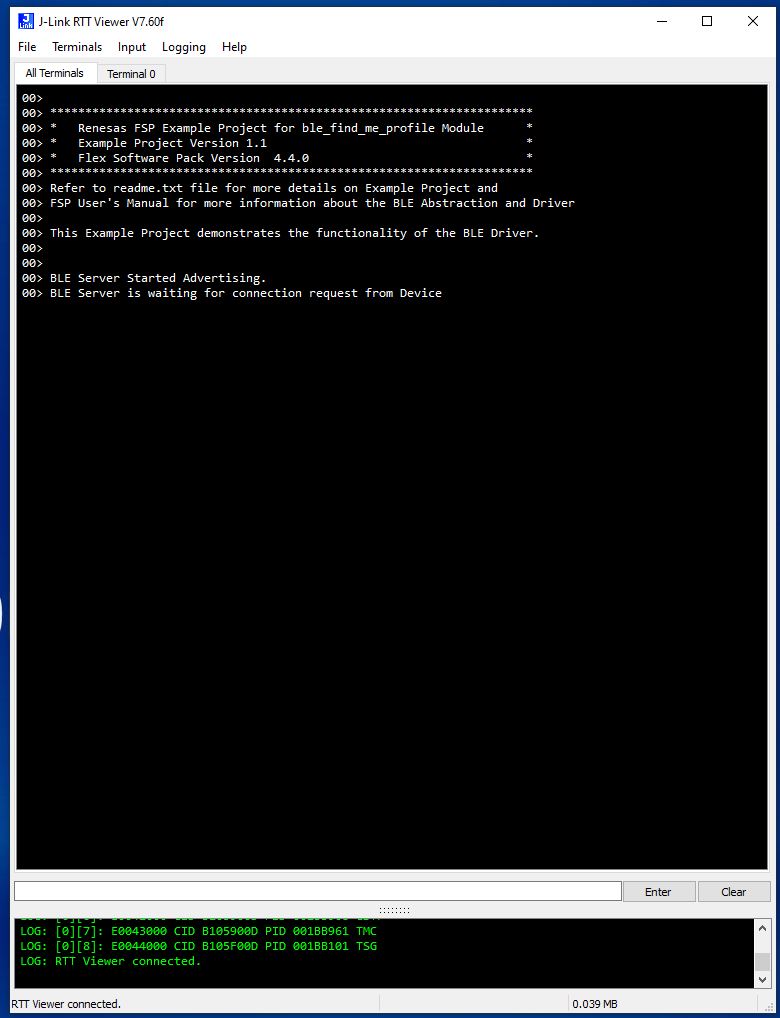 J-Link RTT Viewer V7.60f
File Terminals Input Logging Help
All Terminals Terminal 0
00>
00> *********************************************************************
00> *   Renesas FSP Example Project for ble_find_me_profile Module      *
00> *   Example Project Version 1.1                                     *
00> *   Flex Software Pack Version  4.4.0                               *
00> *********************************************************************
00> Refer to readme.txt file for more details on Example Project and
00> FSP User's Manual for more information about the BLE Abstraction and Driver
00>
00> This Example Project demonstrates the functionality of the BLE Driver.
00>
00>
00> BLE Server Started Advertising.
00> BLE Server is waiting for connection request from Device
Enter Clear
LOG: [0][7]: E0043000 CID B105900D PID 001BB961 TMC
LOG: [0][8]: E0044000 CID B105F00D PID 001BB101 TSG
LOG: RTT Viewer connected.
RTT Viewer connected. 0.039 MB